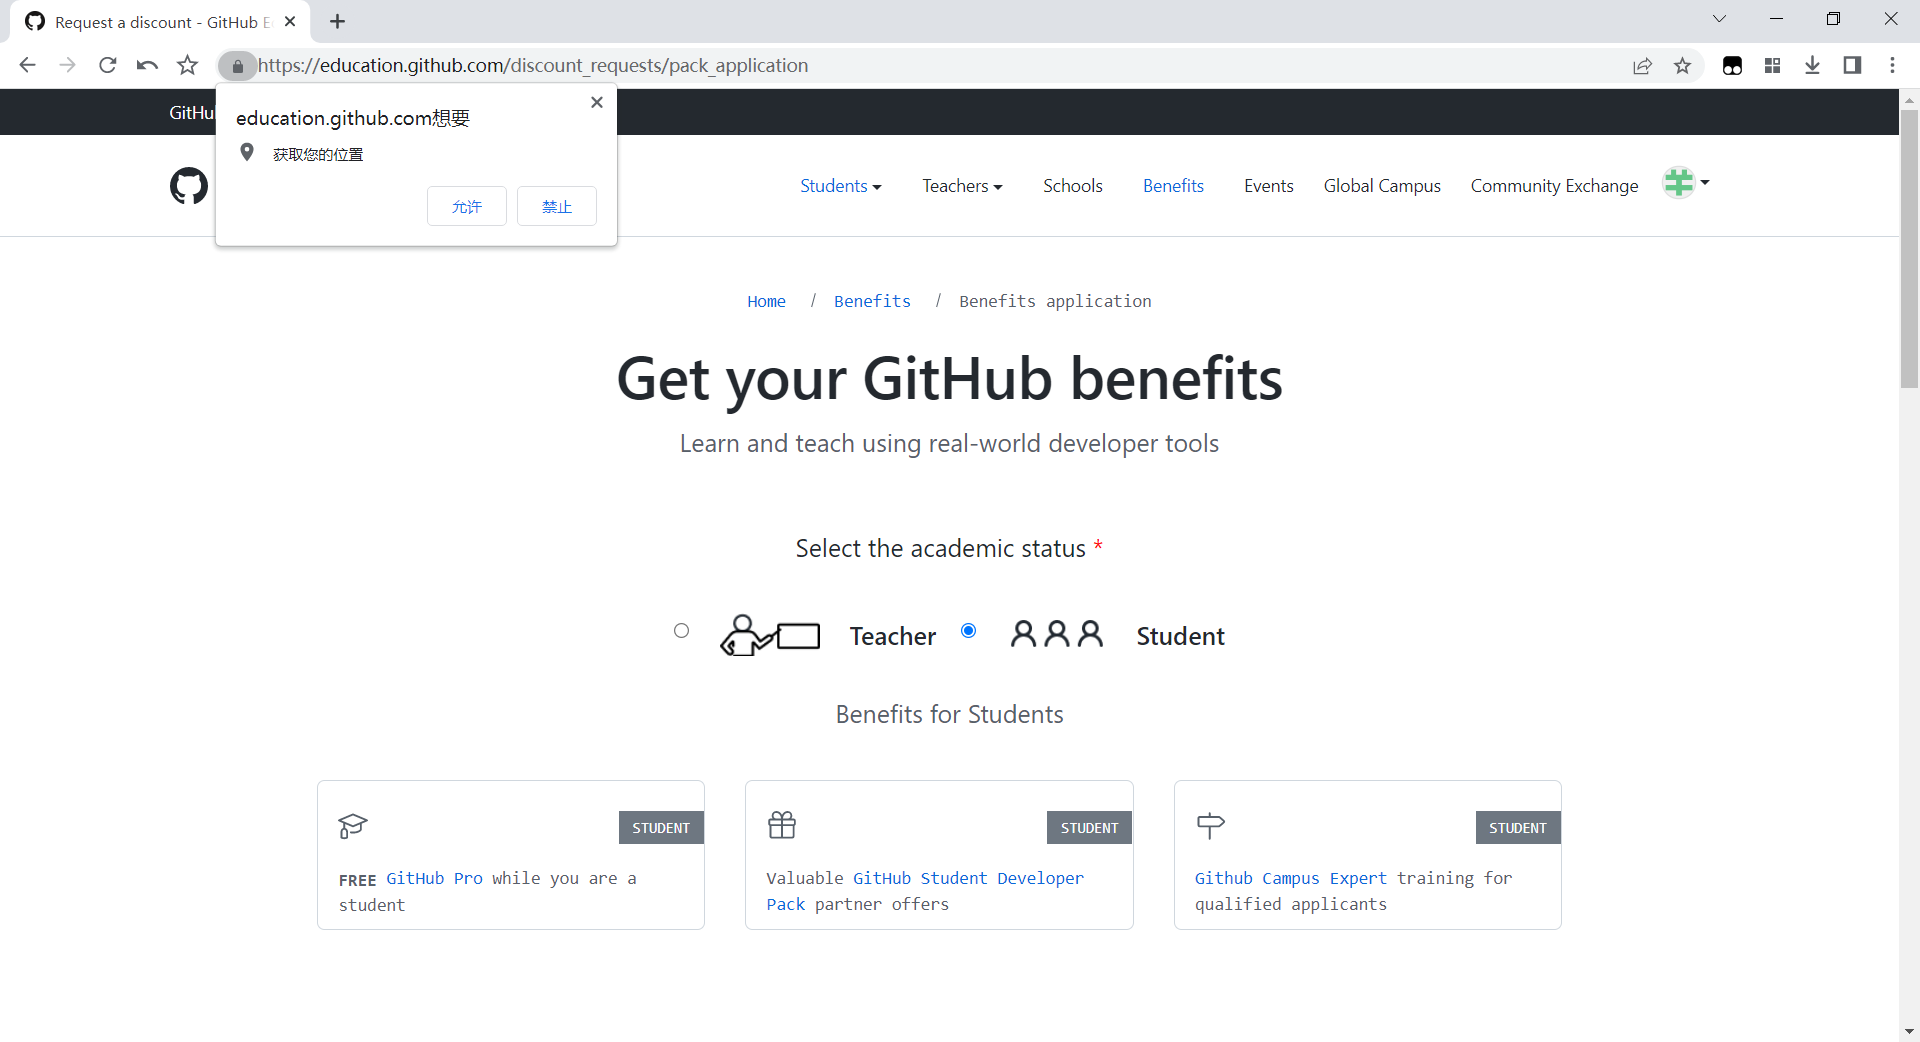 Request a discount - GitHub E
https://education.github.com/discount_requests/pack_application
GitHu
education.github.com想要
获取您的位置
允许 禁止
Students Teachers Schools Benefits Events Global Campus Community Exchange
Home / Benefits / Benefits application
Get your GitHub benefits
Learn and teach using real-world developer tools
Select the academic status *
Teacher Student
Benefits for Students
STUDENT
FREE GitHub Pro while you are a
student
STUDENT
Valuable GitHub Student Developer
Pack partner offers
STUDENT
Github Campus Expert training for
qualified applicants